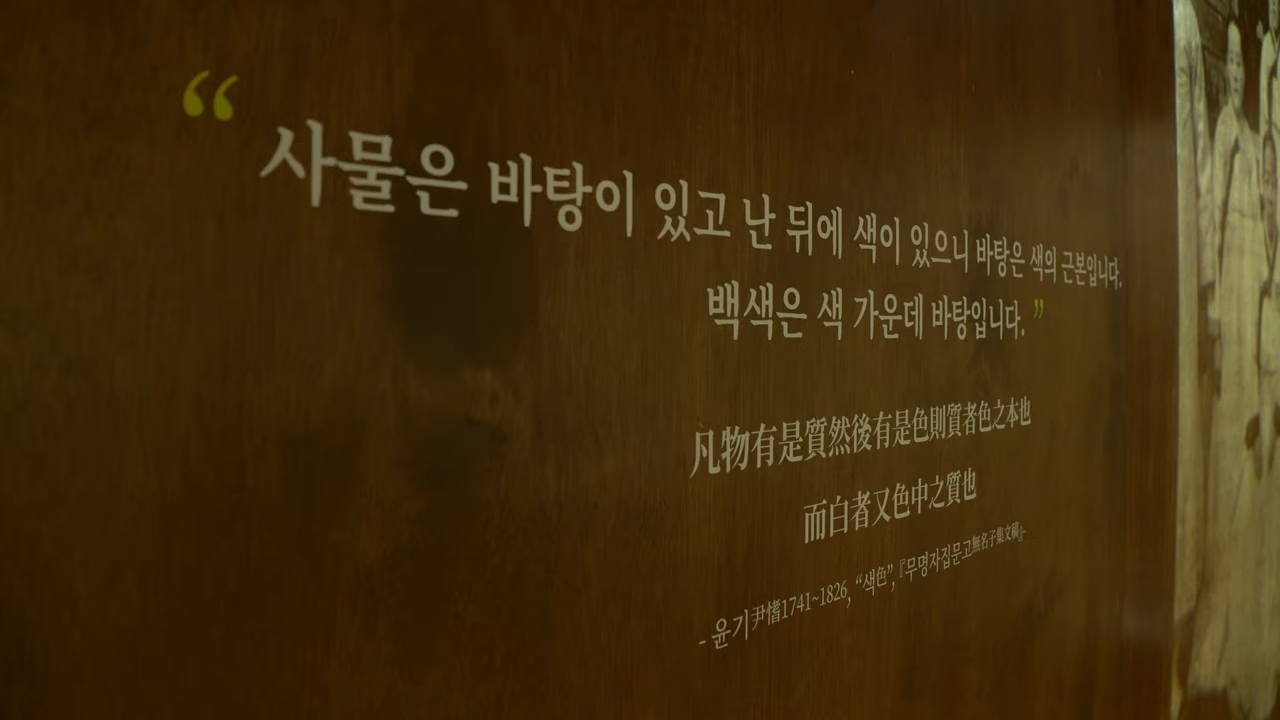 “ 사물은 바탕이 있고 난 뒤에 색이 있으니 바탕은 색의 근본입니다.
백색은 색 가운데 바탕입니다. ”
凡物有是質然後有是色則質者色之本也
而白者又色中之質也
- 윤기尹愭1741~1826, “색色”, 『무명자집문고無名子集文稿』-